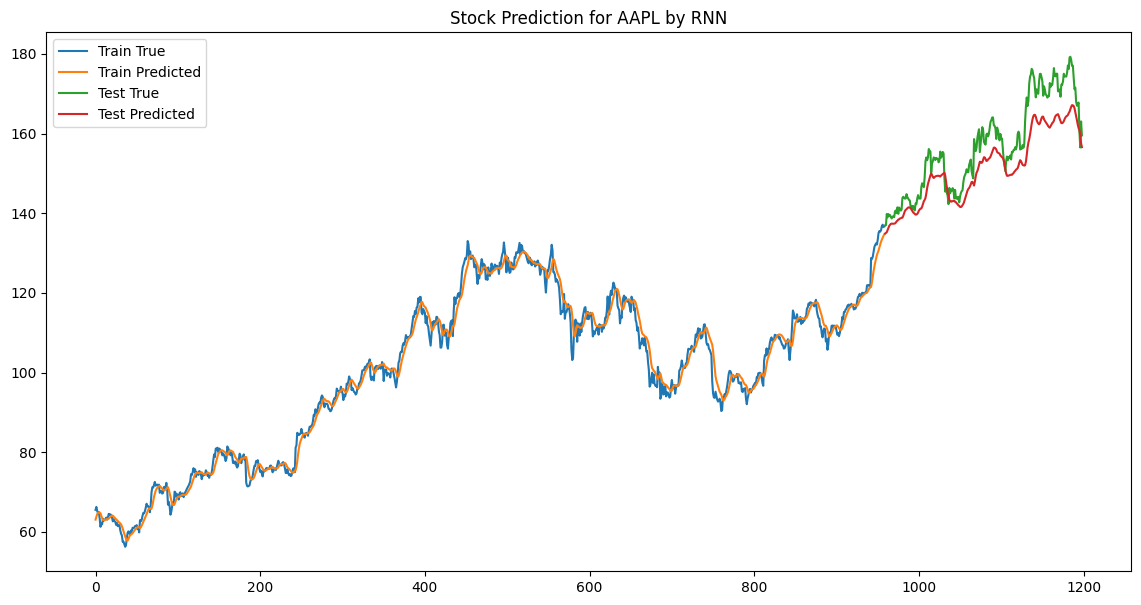 Stock Prediction for AAPL by RNN
Train True
Train Predicted
Test True
Test Predicted
180
160
140
120
100
80
60
0 200 400 600 800 1000 1200